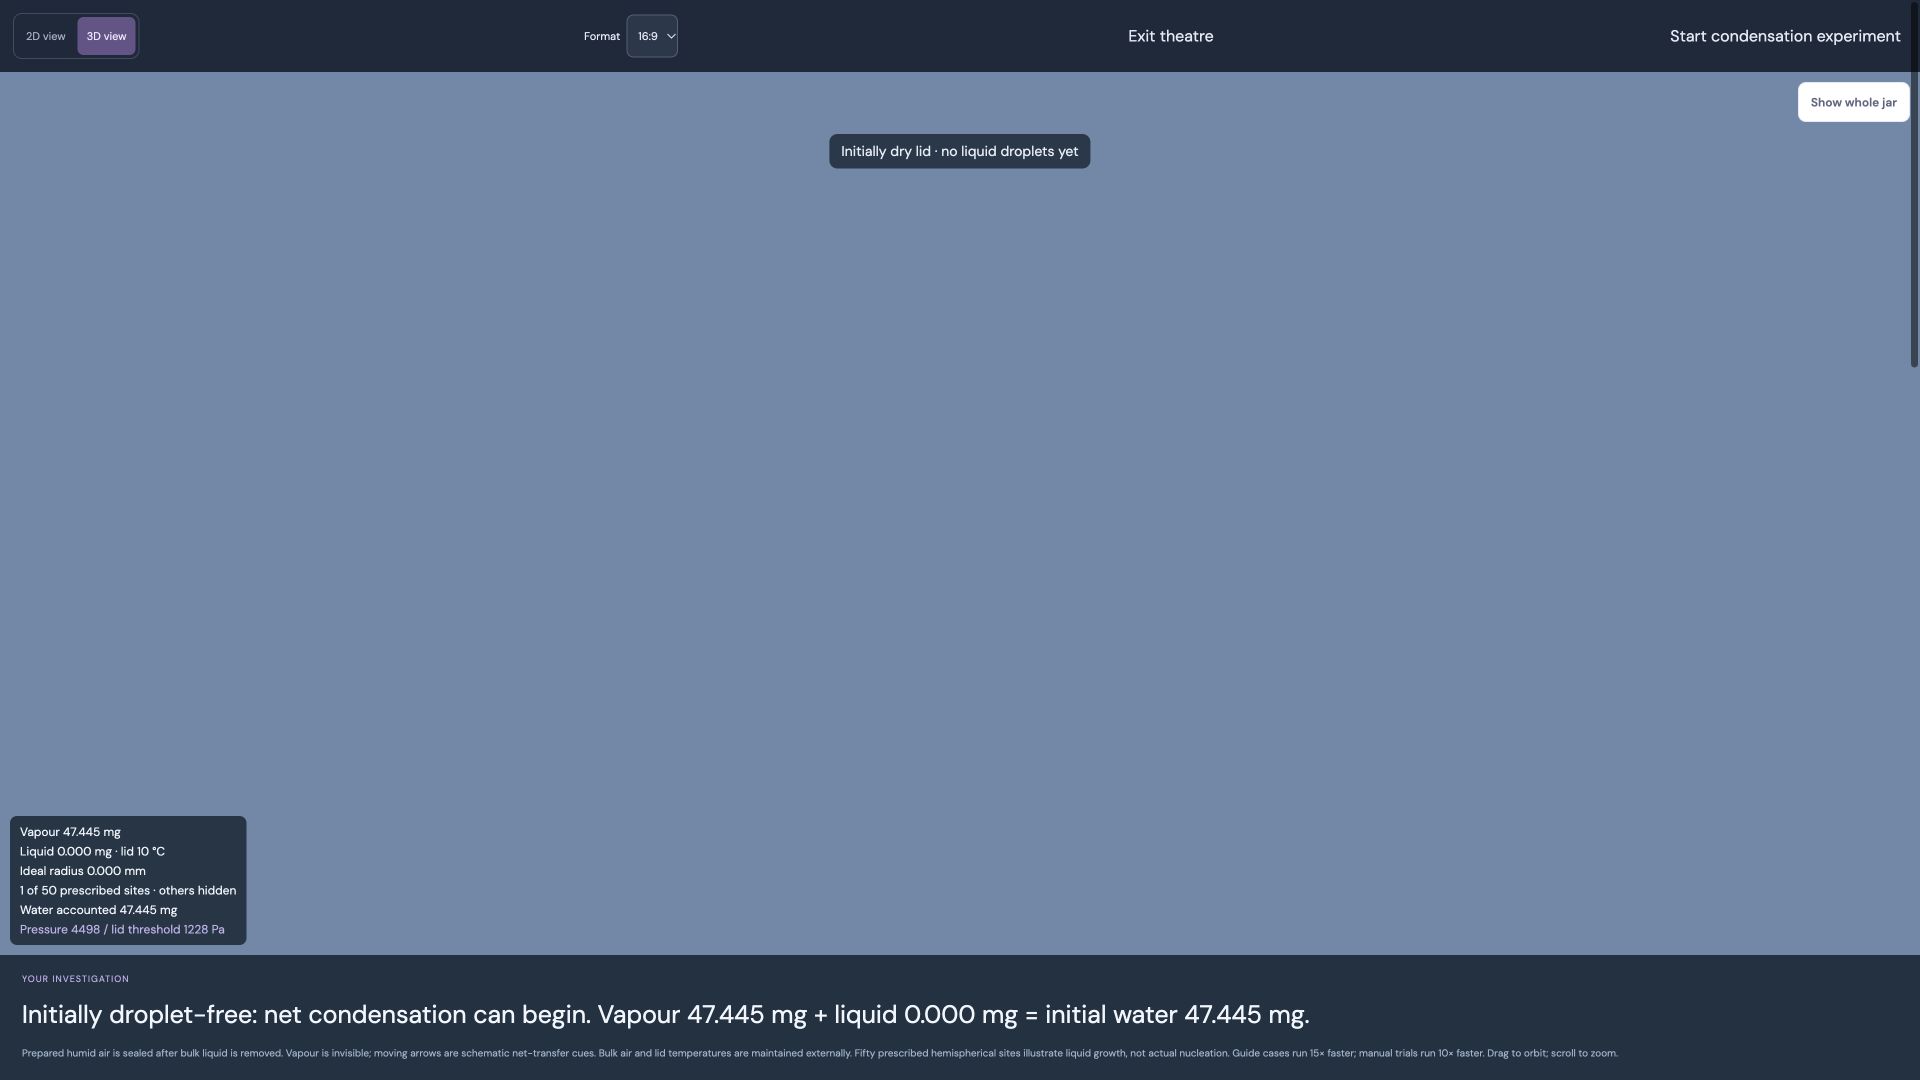 2D view
3D view
Format
16:9
Exit theatre
Start condensation experiment
Show whole jar
Initially dry lid · no liquid droplets yet
Vapour 47.445 mg
Liquid 0.000 mg · lid 10 °C
Ideal radius 0.000 mm
1 of 50 prescribed sites · others hidden
Water accounted 47.445 mg
Pressure 4498 / lid threshold 1228 Pa
YOUR INVESTIGATION
Initially droplet-free: net condensation can begin. Vapour 47.445 mg + liquid 0.000 mg = initial water 47.445 mg.
Prepared humid air is sealed after bulk liquid is removed. Vapour is invisible; moving arrows are schematic net-transfer cues. Bulk air and lid temperatures are maintained externally. Fifty prescribed hemispherical sites illustrate liquid growth, not actual nucleation. Guide cases run 15× faster; manual trials run 10× faster. Drag to orbit; scroll to zoom.